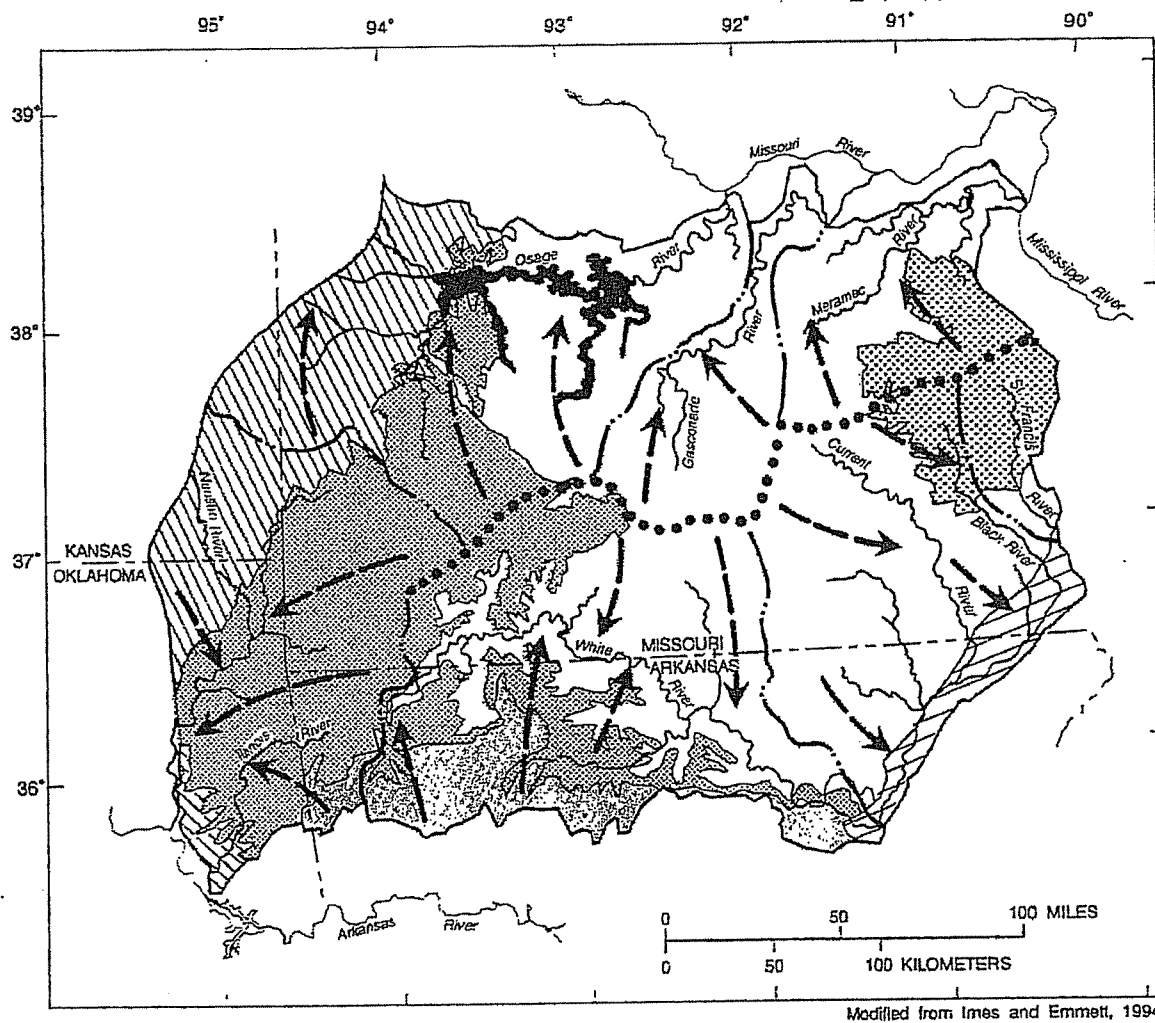 95° 94° 93° 92° 91° 90°
39°
38°
37°
36°
Missouri River
Mississippi River
Osage River
Meramec River
River
Gasconade
Current River
St Francis River
Black River
KANSAS
OKLAHOMA
MISSOURI
ARKANSAS
White River
River
Arkansas River
0 50 100 MILES
0 50 100 KILOMETERS
Modified from Imes and Emmett, 1994